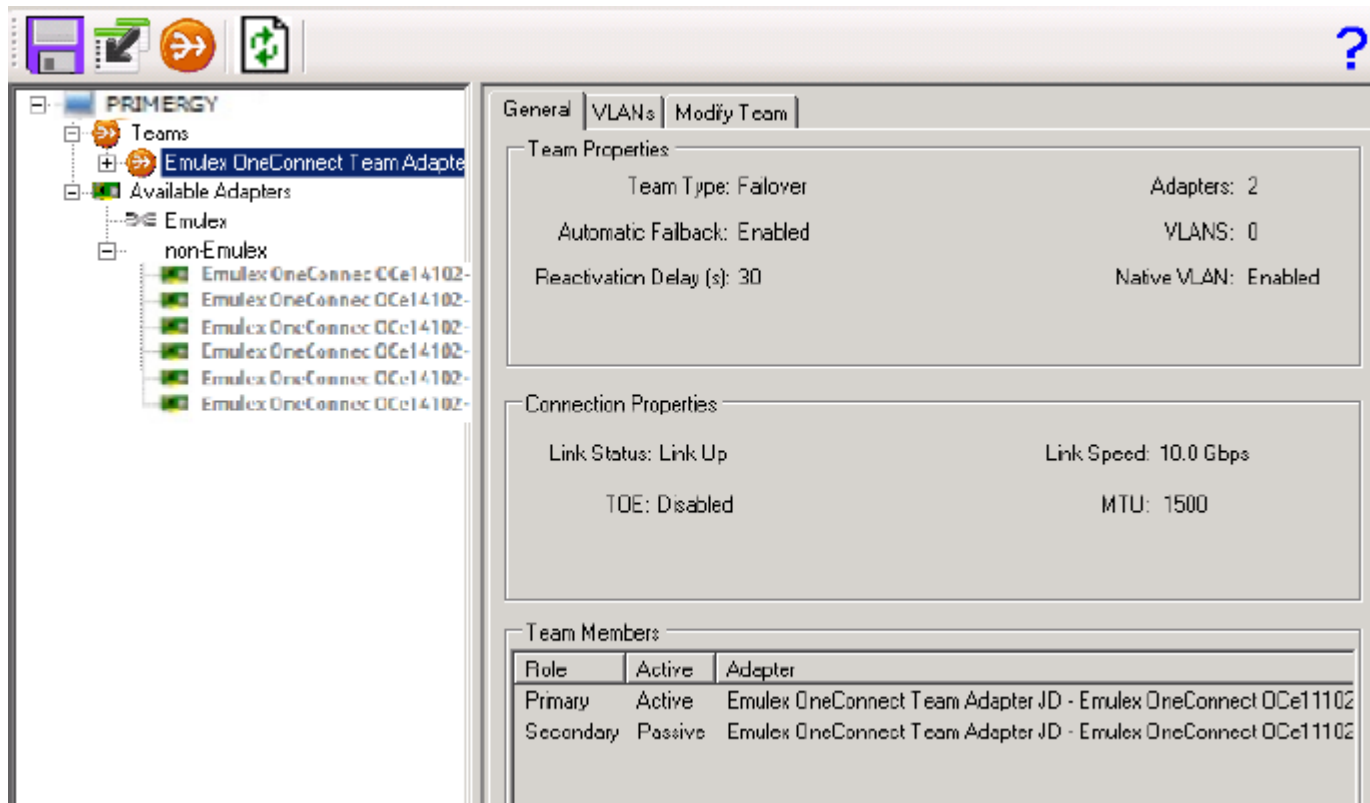 ?
PRIMERGY
Teams
Emulex OneConnect Team Adapte
Available Adapters
Emulex
non-Emulex
Emulex OneConnec OCe14102-
Emulex OneConnec OCe14102-
Emulex OneConnec OCe14102-
Emulex OneConnec OCe14102-
Emulex OneConnec OCe14102-
Emulex OneConnec OCe14102-
General VLANs Modify Team
Team Properties
Team Type: Failover Adapters: 2
Automatic Failback: Enabled VLANS: 0
Reactivation Delay (s): 30 Native VLAN: Enabled
Connection Properties
Link Status: Link Up Link Speed: 10.0 Gbps
TOE: Disabled MTU: 1500
Team Members
Role Active Adapter
Primary Active Emulex OneConnect Team Adapter JD - Emulex OneConnect OCe11102
Secondary Passive Emulex OneConnect Team Adapter JD - Emulex OneConnect OCe11102